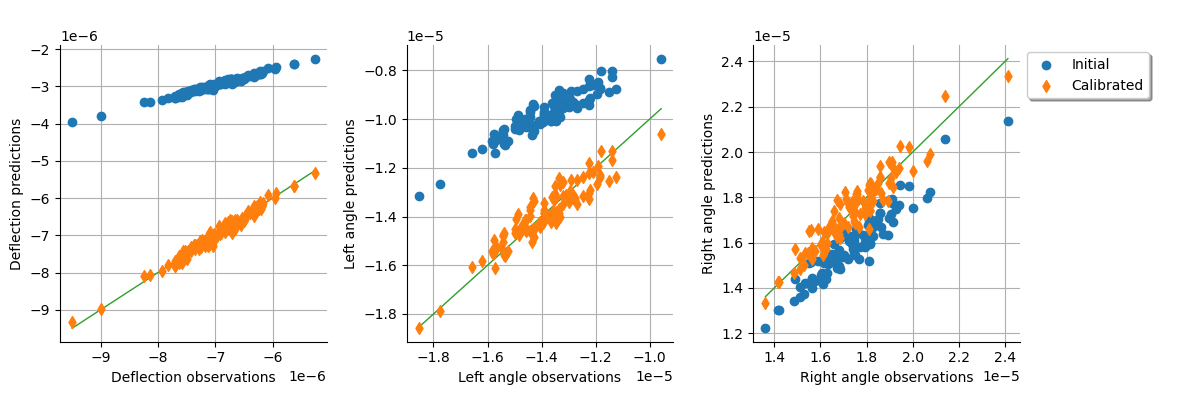 1e−6
−2
−3
−4
−5
−6
−7
−8
−9
Deflection predictions
−9
−8
−7
−6
Deflection observations
1e−6
1e−5
−0.8
−1.0
−1.2
−1.4
−1.6
−1.8
Left angle predictions
−1.8
−1.6
−1.4
−1.2
−1.0
Left angle observations
1e−5
1e−5
2.4
2.2
2.0
1.8
1.6
1.4
1.2
Right angle predictions
1.4
1.6
1.8
2.0
2.2
2.4
Right angle observations
1e−5
Initial
Calibrated